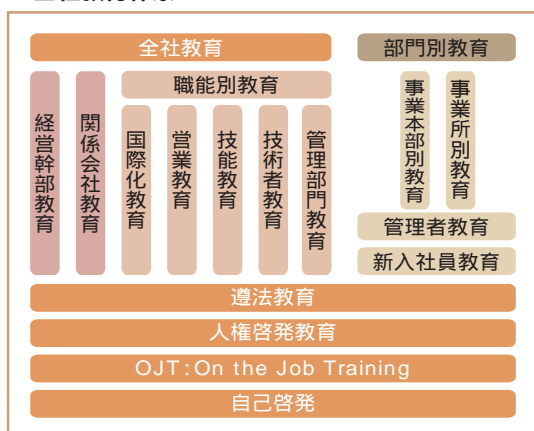 全社教育
部門別教育
職能別教育
経営幹部教育
関係会社教育
国際化教育
営業教育
技能教育
技術者教育
管理部門教育
事業本部別教育
事業所別教育
管理者教育
新入社員教育
遵法教育
人権啓発教育
OJT:On the Job Training
自己啓発